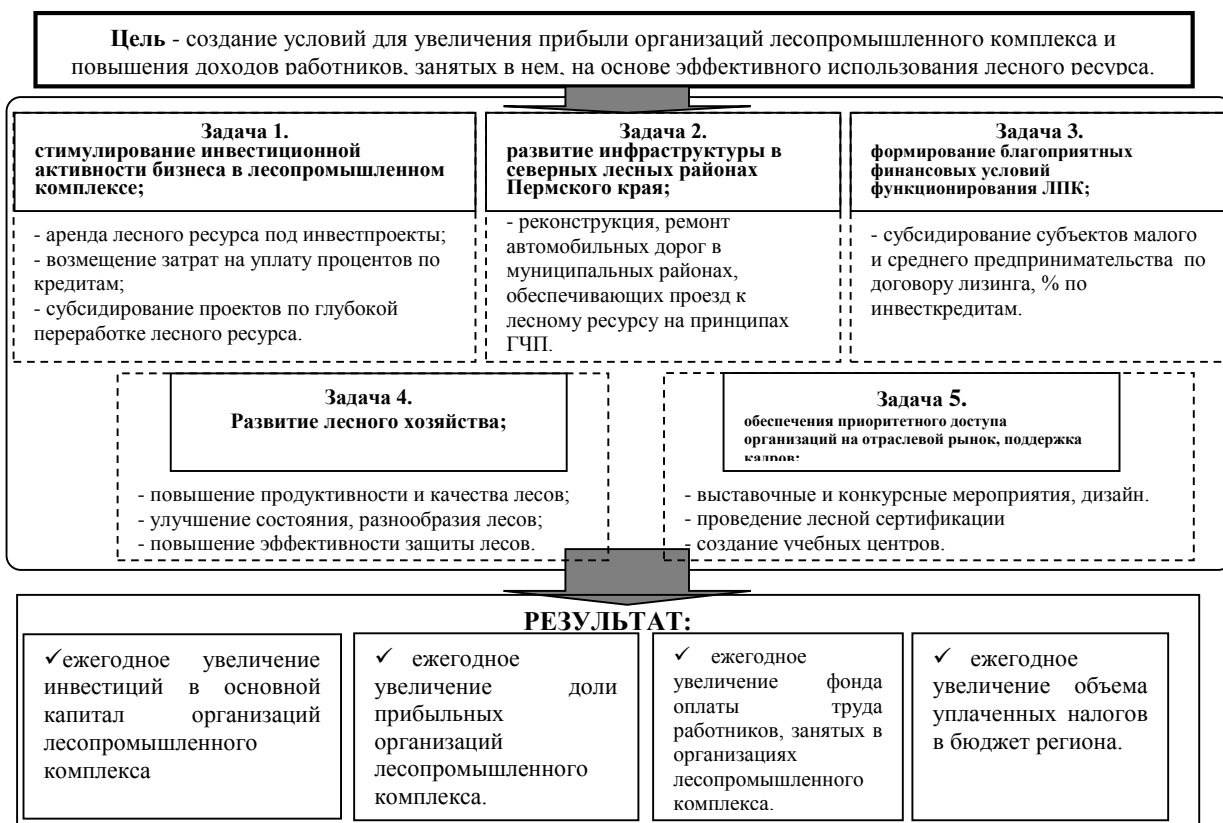 Цель - создание условий для увеличения прибыли организаций лесопромышленного комплекса и
повышения доходов работников, занятых в нем, на основе эффективного использования лесного ресурса.
Задача 1.
стимулирование инвестиционной
активности бизнеса в лесопромышленном
комплексе;
- аренда лесного ресурса под инвестпроекты;
- возмещение затрат на уплату процентов по
кредитам;
- субсидирование проектов по глубокой
переработке лесного ресурса.
Задача 2.
развитие инфраструктуры в
северных лесных районах
Пермского края;
- реконструкция, ремонт
автомобильных дорог в
муниципальных районах,
обеспечивающих проезд к
лесному ресурсу на принципах
ГЧП.
Задача 3.
формирование благоприятных
финансовых условий
функционирования ЛПК;
- субсидирование субъектов малого
и среднего предпринимательства по
договору лизинга, % по
инвесткредитам.
Задача 4.
Развитие лесного хозяйства;
- повышение продуктивности и качества лесов;
- улучшение состояния, разнообразия лесов;
- повышение эффективности защиты лесов.
Задача 5.
обеспечения приоритетного доступа
организаций на отраслевой рынок, поддержка
кадров;
- выставочные и конкурсные мероприятия, дизайн.
- проведение лесной сертификации
- создание учебных центров.
РЕЗУЛЬТАТ:
✓ежегодное увеличение
инвестиций в основной
капитал организаций
лесопромышленного
комплекса
✓ ежегодное
увеличение доли
прибыльных
организаций
лесопромышленного
комплекса.
✓ ежегодное
увеличение фонда
оплаты труда
работников, занятых в
организациях
лесопромышленного
комплекса.
✓ ежегодное
увеличение объема
уплаченных налогов
в бюджет региона.